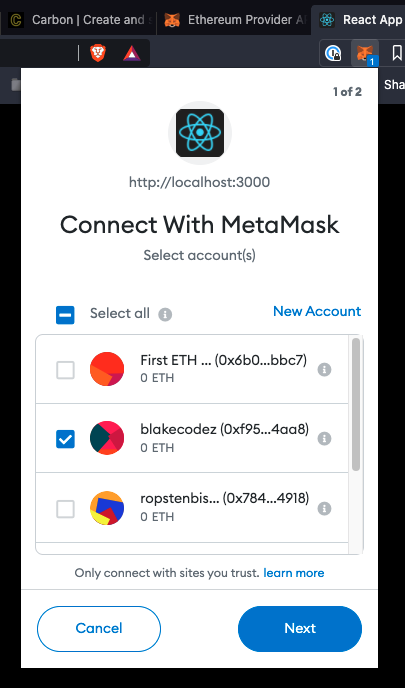 Carbon | Create and s
Ethereum Provider A
React App
1
Sha
1 of 2
http://localhost:3000
Connect With MetaMask
Select account(s)
Select all
New Account
First ETH ... (0x6b0...bbc7)
0 ETH
blakecodez (0xf95...4aa8)
0 ETH
ropstenbis... (0x784...4918)
0 ETH
Only connect with sites you trust. learn more
Cancel
Next